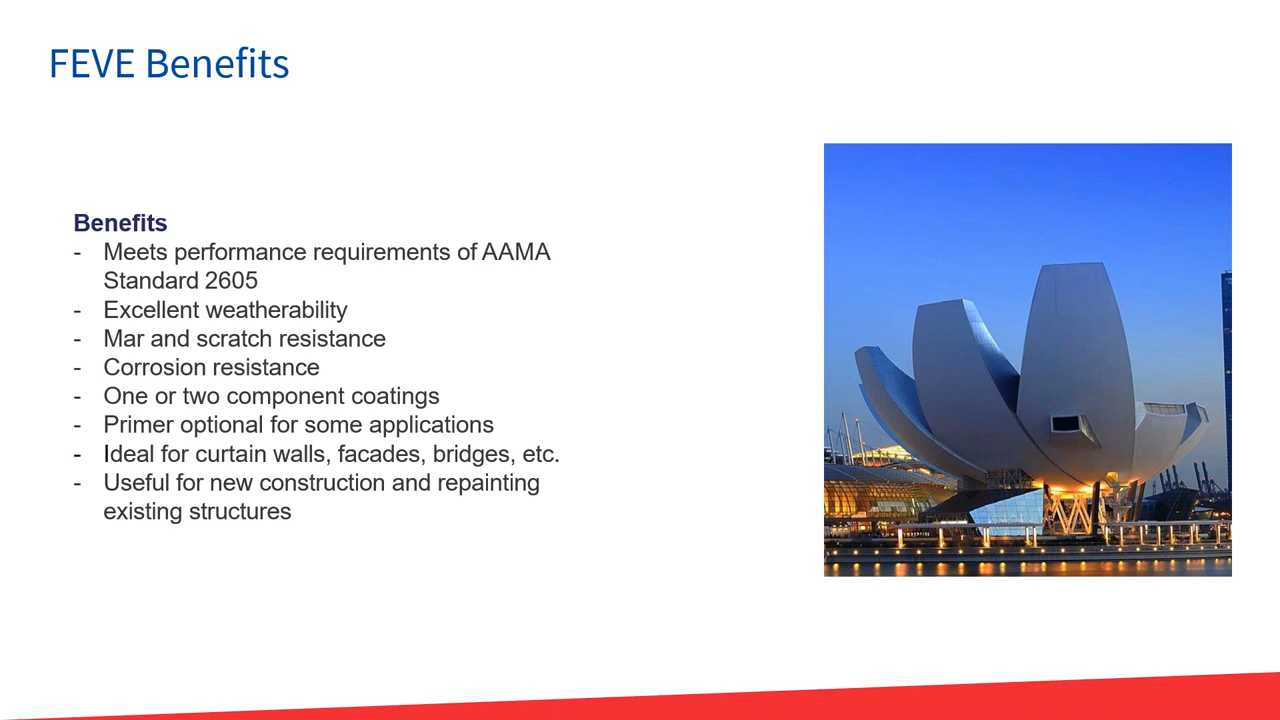 FEVE Benefits
Benefits
- Meets performance requirements of AAMA
Standard 2605
- Excellent weatherability
- Mar and scratch resistance
- Corrosion resistance
- One or two component coatings
- Primer optional for some applications
- Ideal for curtain walls, facades, bridges, etc.
- Useful for new construction and repainting
existing structures